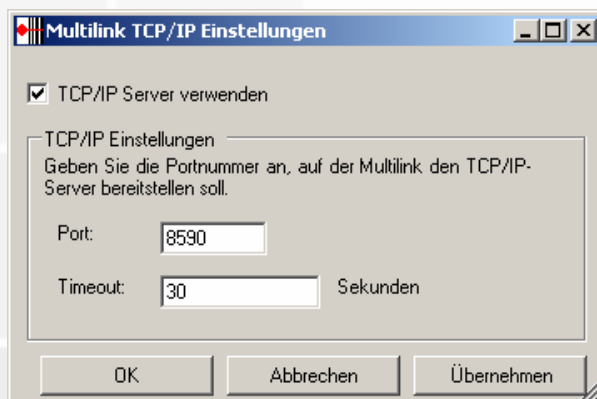 Multilink TCP/IP Einstellungen
TCP/IP Server verwenden
TCP/IP Einstellungen
Geben Sie die Portnummer an, auf der Multilink den TCP/IP-
Server bereitstellen soll.
Port: 8590
Timeout: 30 Sekunden
OK Abbrechen Übernehmen